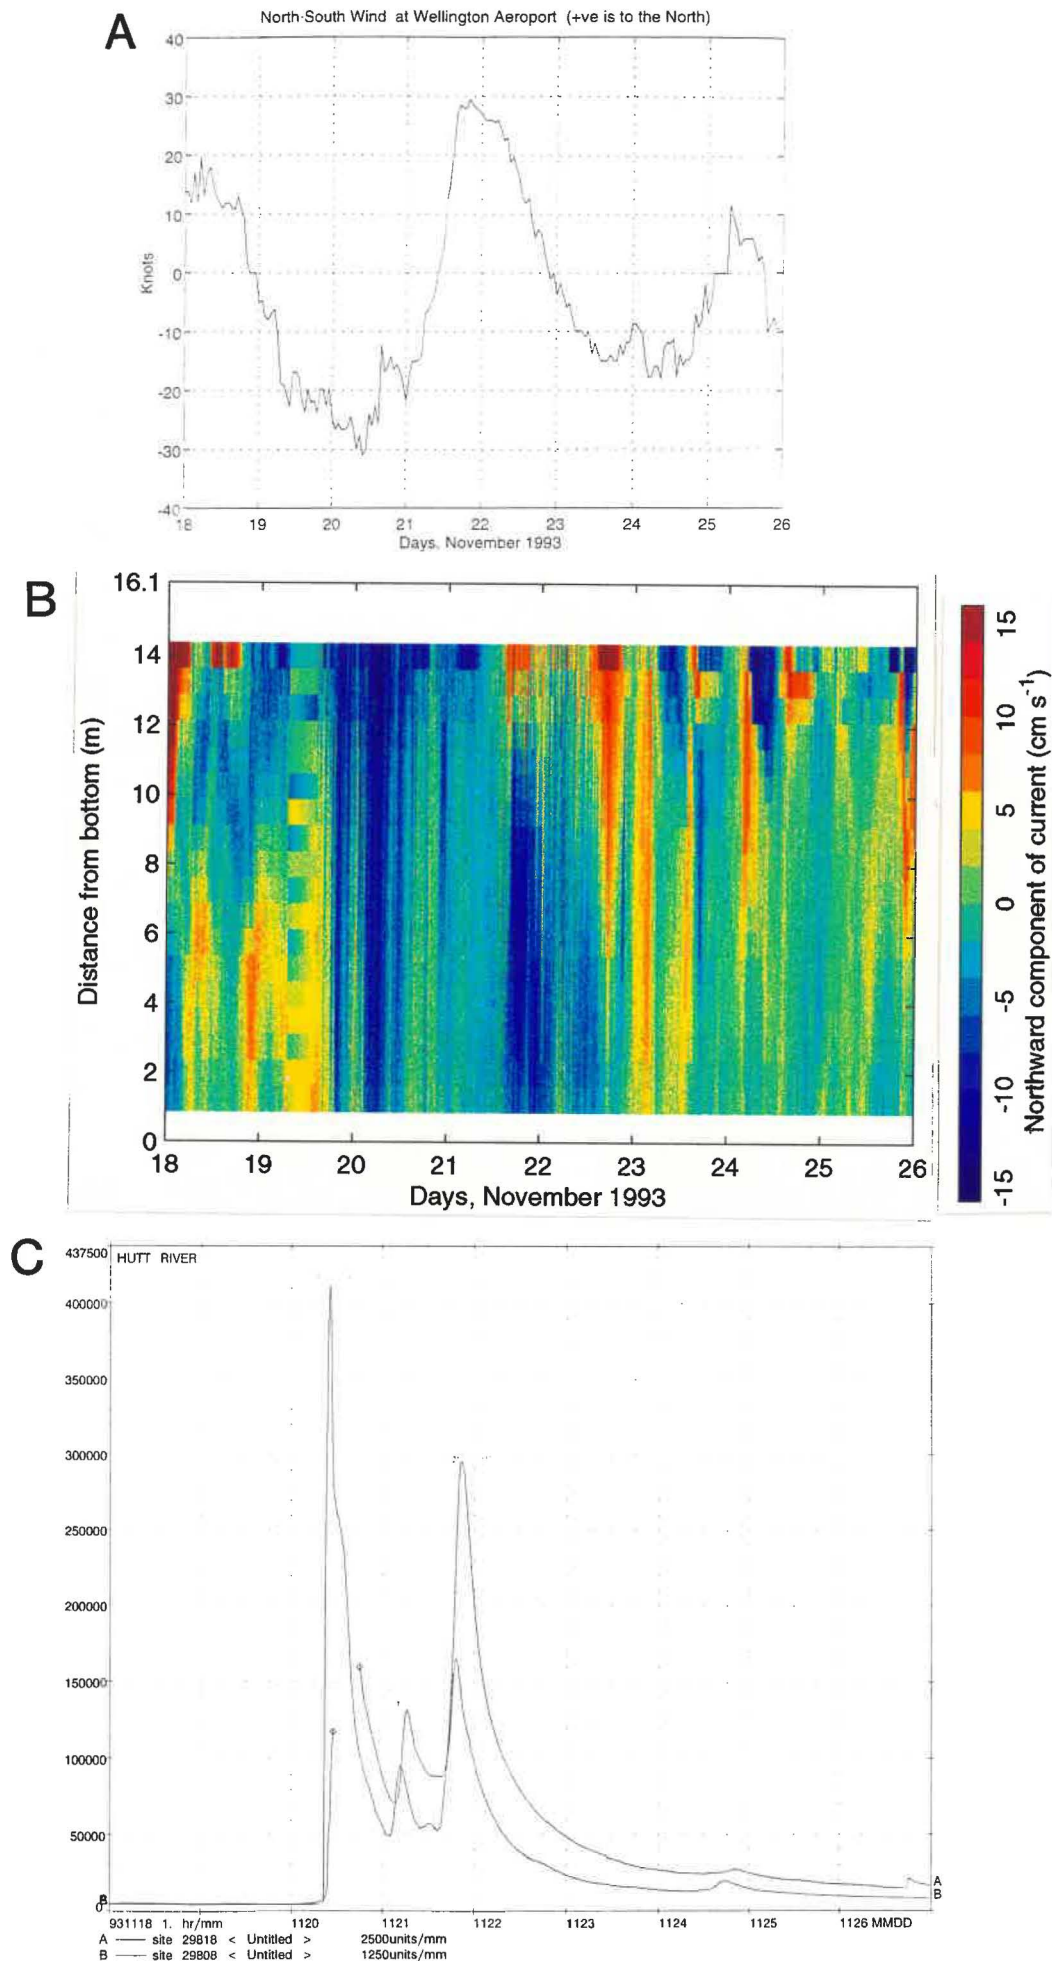 A
North-South Wind at Wellington Aeroport (+ve is to the North)
40
30
20
10
0
-10
-20
-30
-40
Knots
18 19 20 21 22 23 24 25 26
Days, November 1993
B
16.1
14
12
10
8
6
4
2
0
Distance from bottom (m)
18 19 20 21 22 23 24 25 26
Days, November 1993
15
10
5
0
-5
-10
-15
Northward component of current (cm s-1)
C
HUTT RIVER
437500
400000
350000
300000
250000
200000
150000
100000
50000
0
B
A
B
931118 1. hr/mm 1120 1121 1122 1123 1124 1125 1126 MMDD
A site 29818 < Untitled > 2500units/mm
B site 29808 < Untitled > 1250units/mm